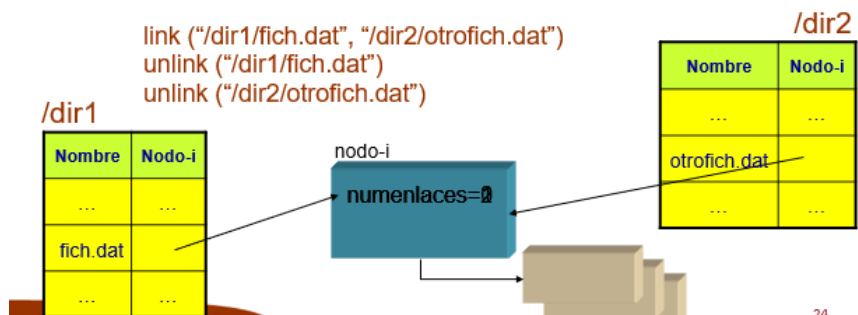 link (“/dir1/fich.dat”, “/dir2/otrofich.dat”)
unlink (“/dir1/fich.dat”)
unlink (“/dir2/otrofich.dat”)
/dir1
Nombre Nodo-i
... ...
fich.dat
... ...
nodo-i
numenlaces=
/dir2
Nombre Nodo-i
... ...
otrofich.dat
... ...
24